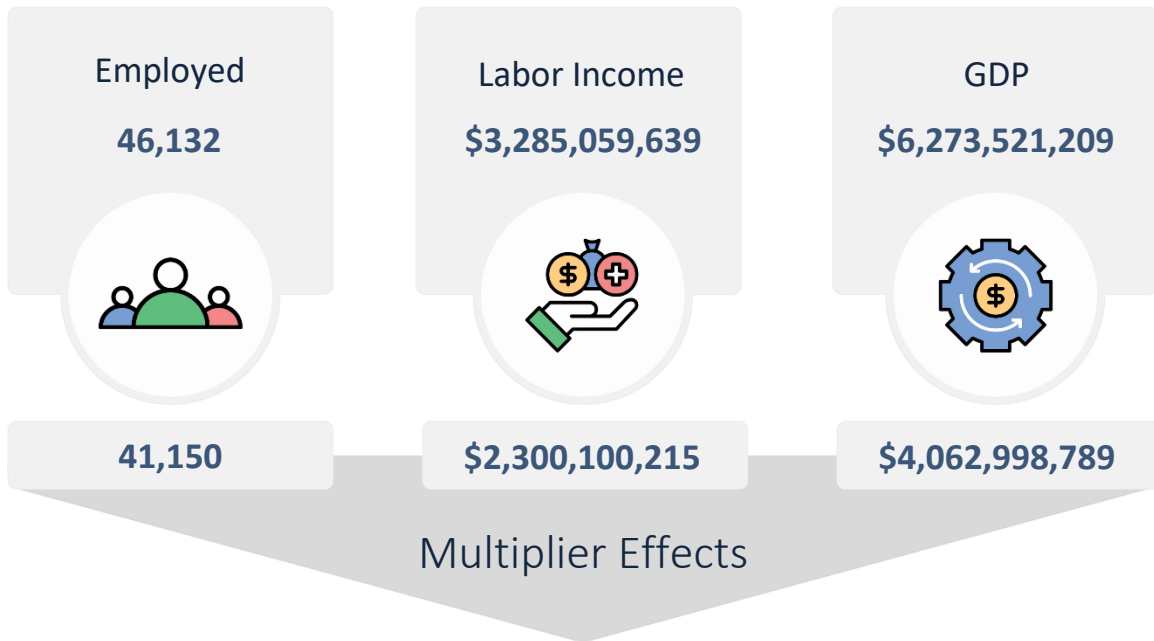 Employed
46,132
Labor Income
$3,285,059,639
GDP
$6,273,521,209
$
$
41,150
$2,300,100,215
$4,062,998,789
Multiplier Effects